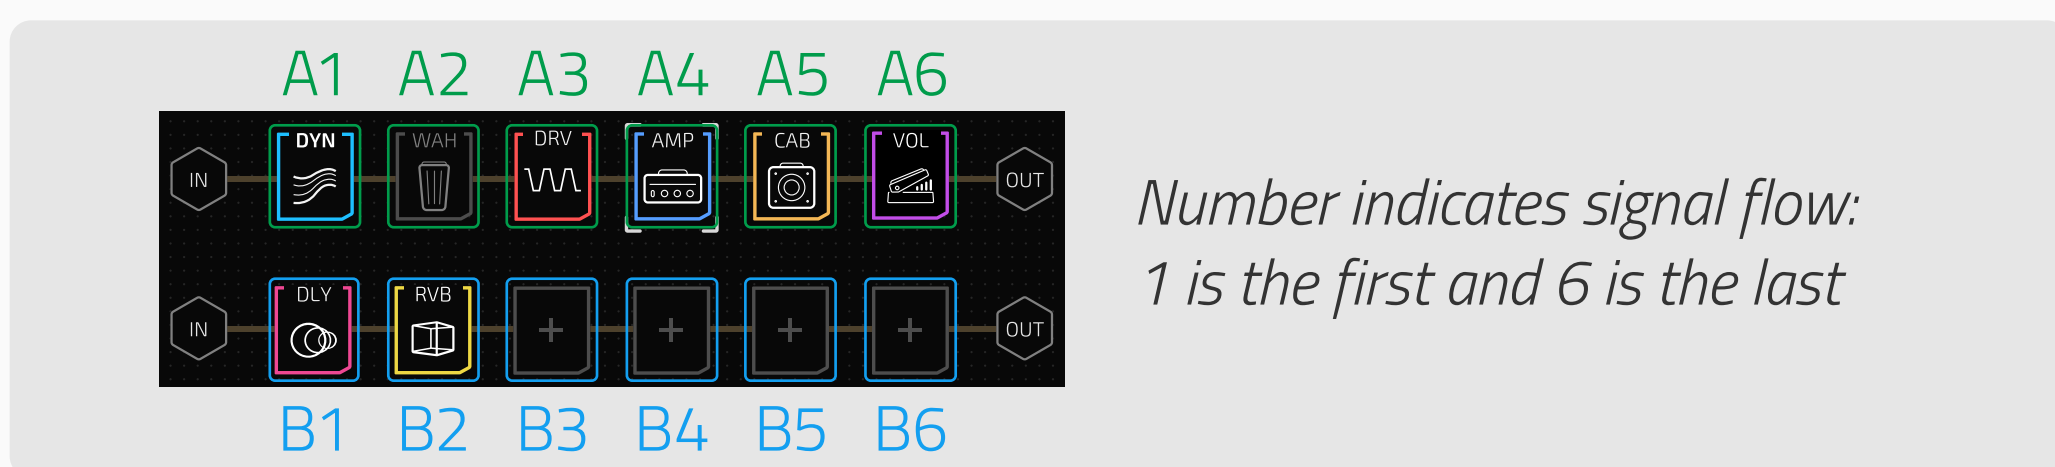 A1 A2 A3 A4 A5 A6
DYN WAH DRV AMP CAB VOL
IN OUT
Number indicates signal flow:
1 is the first and 6 is the last
DLY RVB + + + +
IN OUT
B1 B2 B3 B4 B5 B6